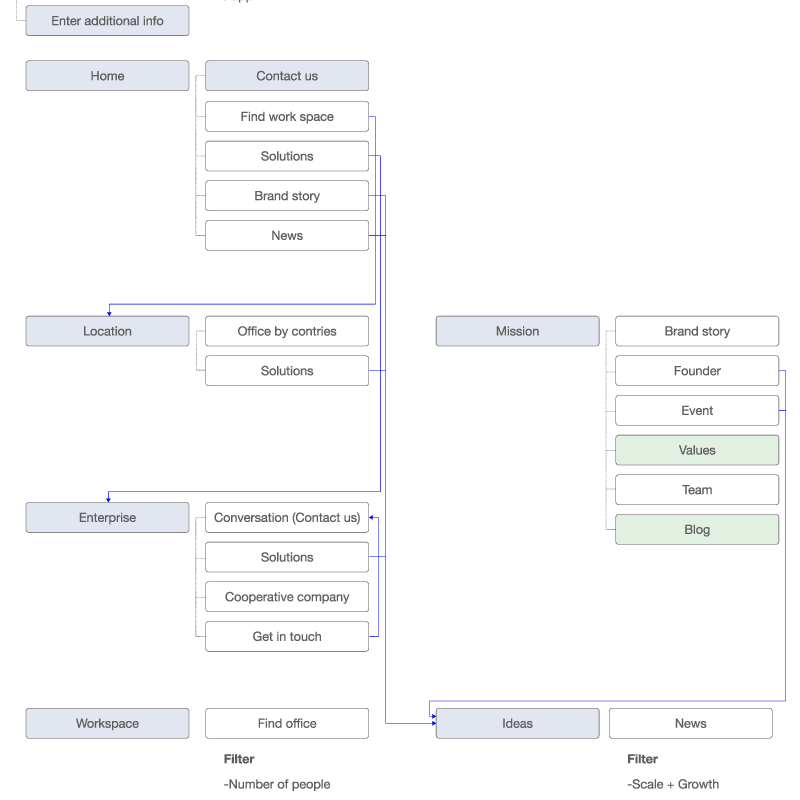 Enter additional info
Home
Contact us
Find work space
Solutions
Brand story
News
Location
Office by contries
Solutions
Mission
Brand story
Founder
Event
Values
Team
Blog
Enterprise
Conversation (Contact us)
Solutions
Cooperative company
Get in touch
Workspace
Find office
Filter
-Number of people
Ideas
News
Filter
-Scale + Growth